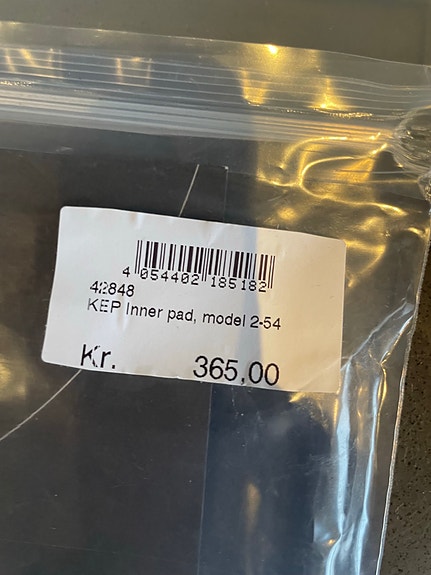 4 054402 185182
42848
KEP Inner pad, model 2-54
Kr. 365,00